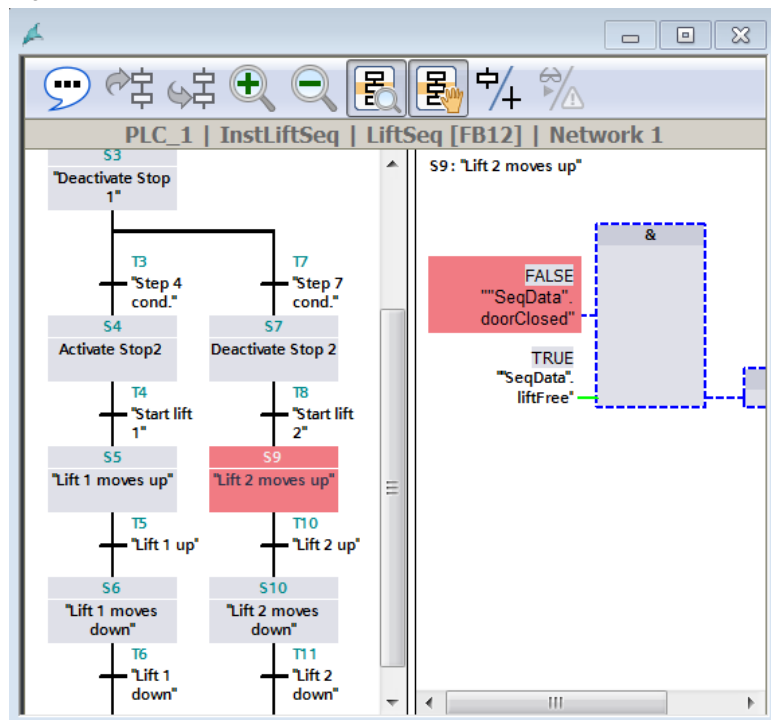 PLC_1 | InstLiftSeq | LiftSeq [FB12] | Network 1
S3
"Deactivate Stop
1"
T3
"Step 4
cond."
T7
"Step 7
cond."
S4
Activate Stop2
S7
Deactivate Stop 2
T4
"Start lift
1"
T8
"Start lift
2"
S5
"Lift 1 moves up"
S9
"Lift 2 moves up"
T5
"Lift 1 up"
T10
"Lift 2 up"
S6
"Lift 1 moves
down"
S10
"Lift 2 moves
down"
T6
"Lift 1
down"
T11
"Lift 2
down"
S9: "Lift 2 moves up"
&
FALSE
""SeqData".
doorClosed"
TRUE
""SeqData".
liftFree"